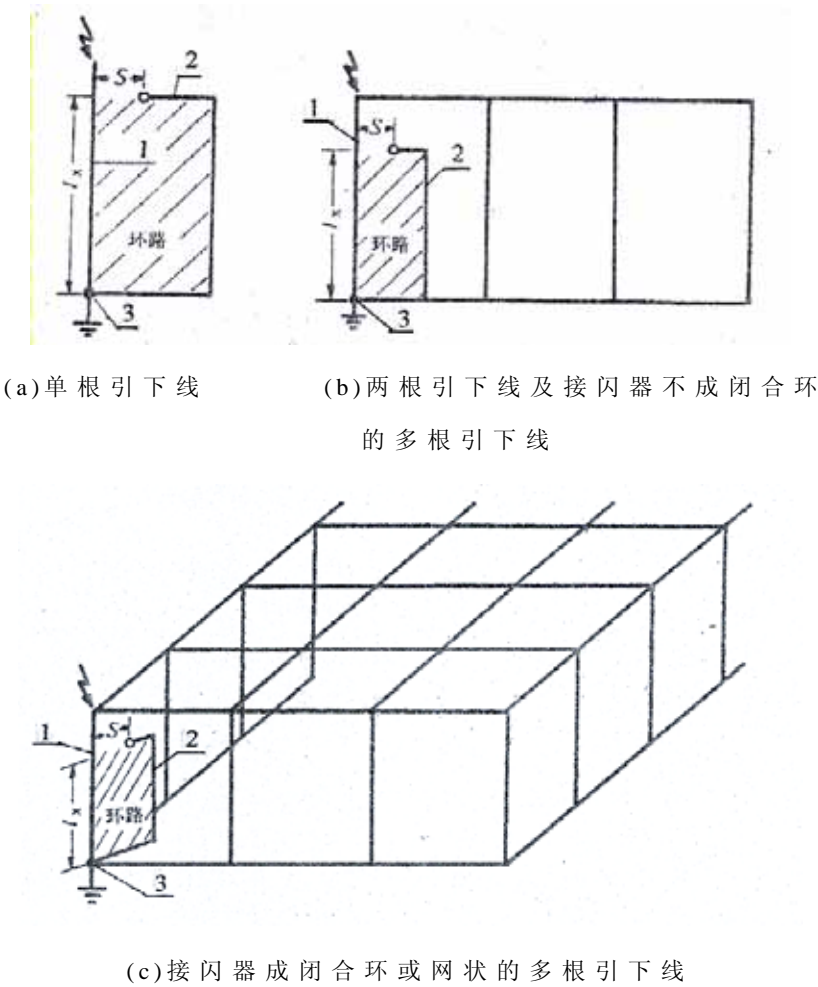 S
2
1
lx
环路
3
1
S
2
lx
环路
3
(a)单根引下线
(b)两根引下线及接闪器不成闭合环
的多根引下线
1
S
2
lx
环路
3
(c)接闪器成闭合环或网状的多根引下线